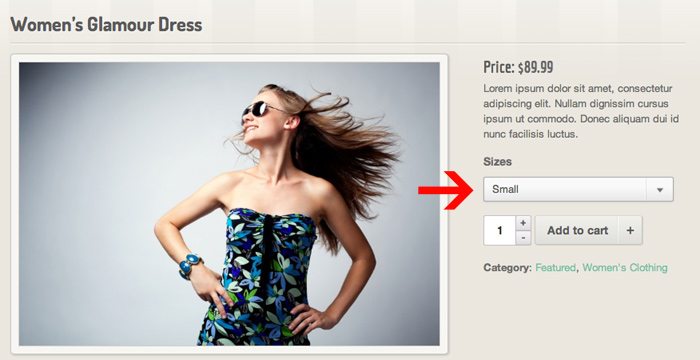 Women's Glamour Dress
Price: $89.99
Lorem ipsum dolor sit amet, consectetur
adipiscing elit. Nullam dignissim cursus
ipsum ut commodo. Donec aliquam dui id
nunc facilisis luctus.
Sizes
Small
1 + -
Add to cart +
Category: Featured, Women's Clothing